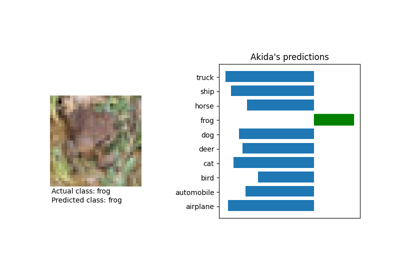 Akida's predictions
truck
ship
horse
frog
dog
deer
cat
bird
automobile
airplane
Actual class: frog
Predicted class: frog